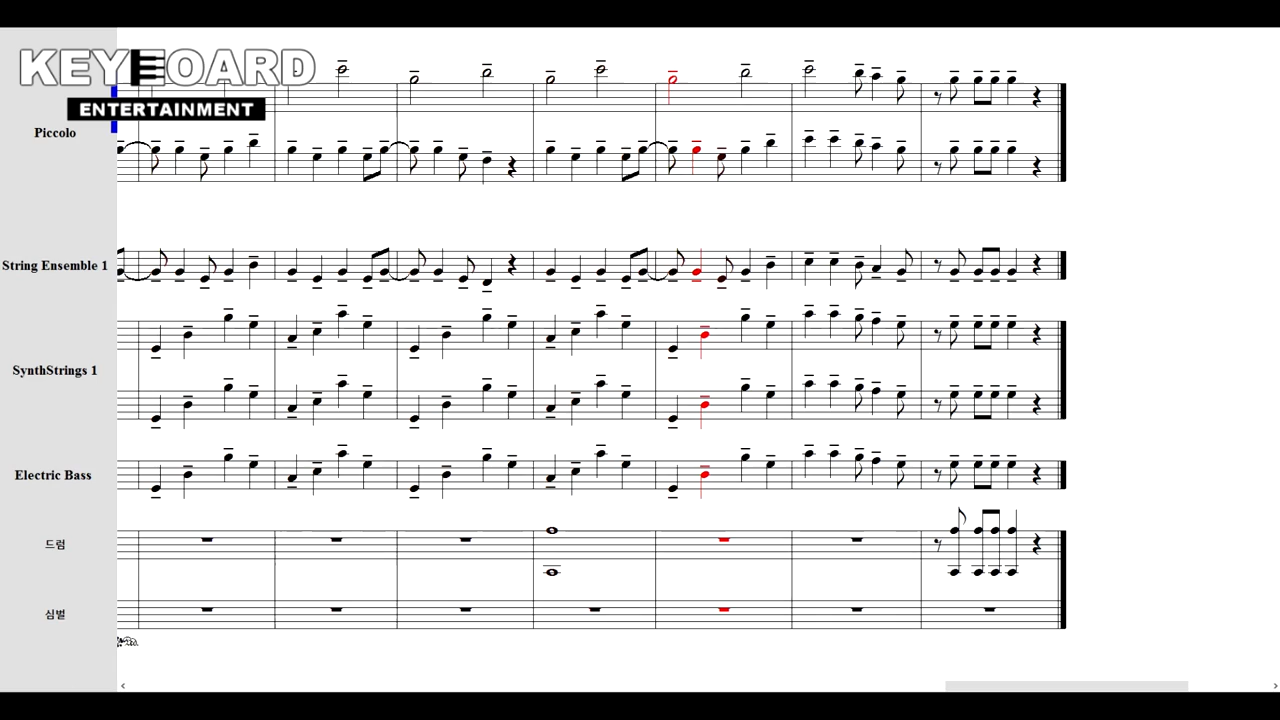 KEYBOARD
ENTERTAINMENT
Piccolo
String Ensemble 1
SynthStrings 1
Electric Bass
드럼
심벌